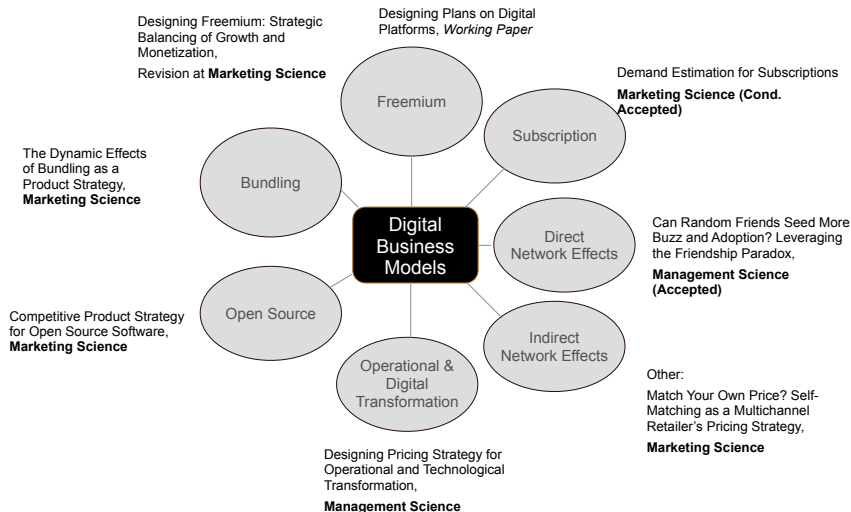 Designing Freemium: Strategic
Balancing of Growth and
Monetization,
Revision at Marketing Science
Designing Plans on Digital
Platforms, Working Paper
Freemium
Demand Estimation for Subscriptions
Marketing Science (Cond.
Accepted)
Subscription
The Dynamic Effects
of Bundling as a
Product Strategy,
Marketing Science
Bundling
Digital
Business
Models
Direct
Network Effects
Can Random Friends Seed More
Buzz and Adoption? Leveraging
the Friendship Paradox,
Management Science
(Accepted)
Competitive Product Strategy
for Open Source Software,
Marketing Science
Open Source
Indirect
Network Effects
Operational &
Digital
Transformation
Other:
Match Your Own Price? Self-
Matching as a Multichannel
Retailer's Pricing Strategy,
Marketing Science
Designing Pricing Strategy for
Operational and Technological
Transformation,
Management Science